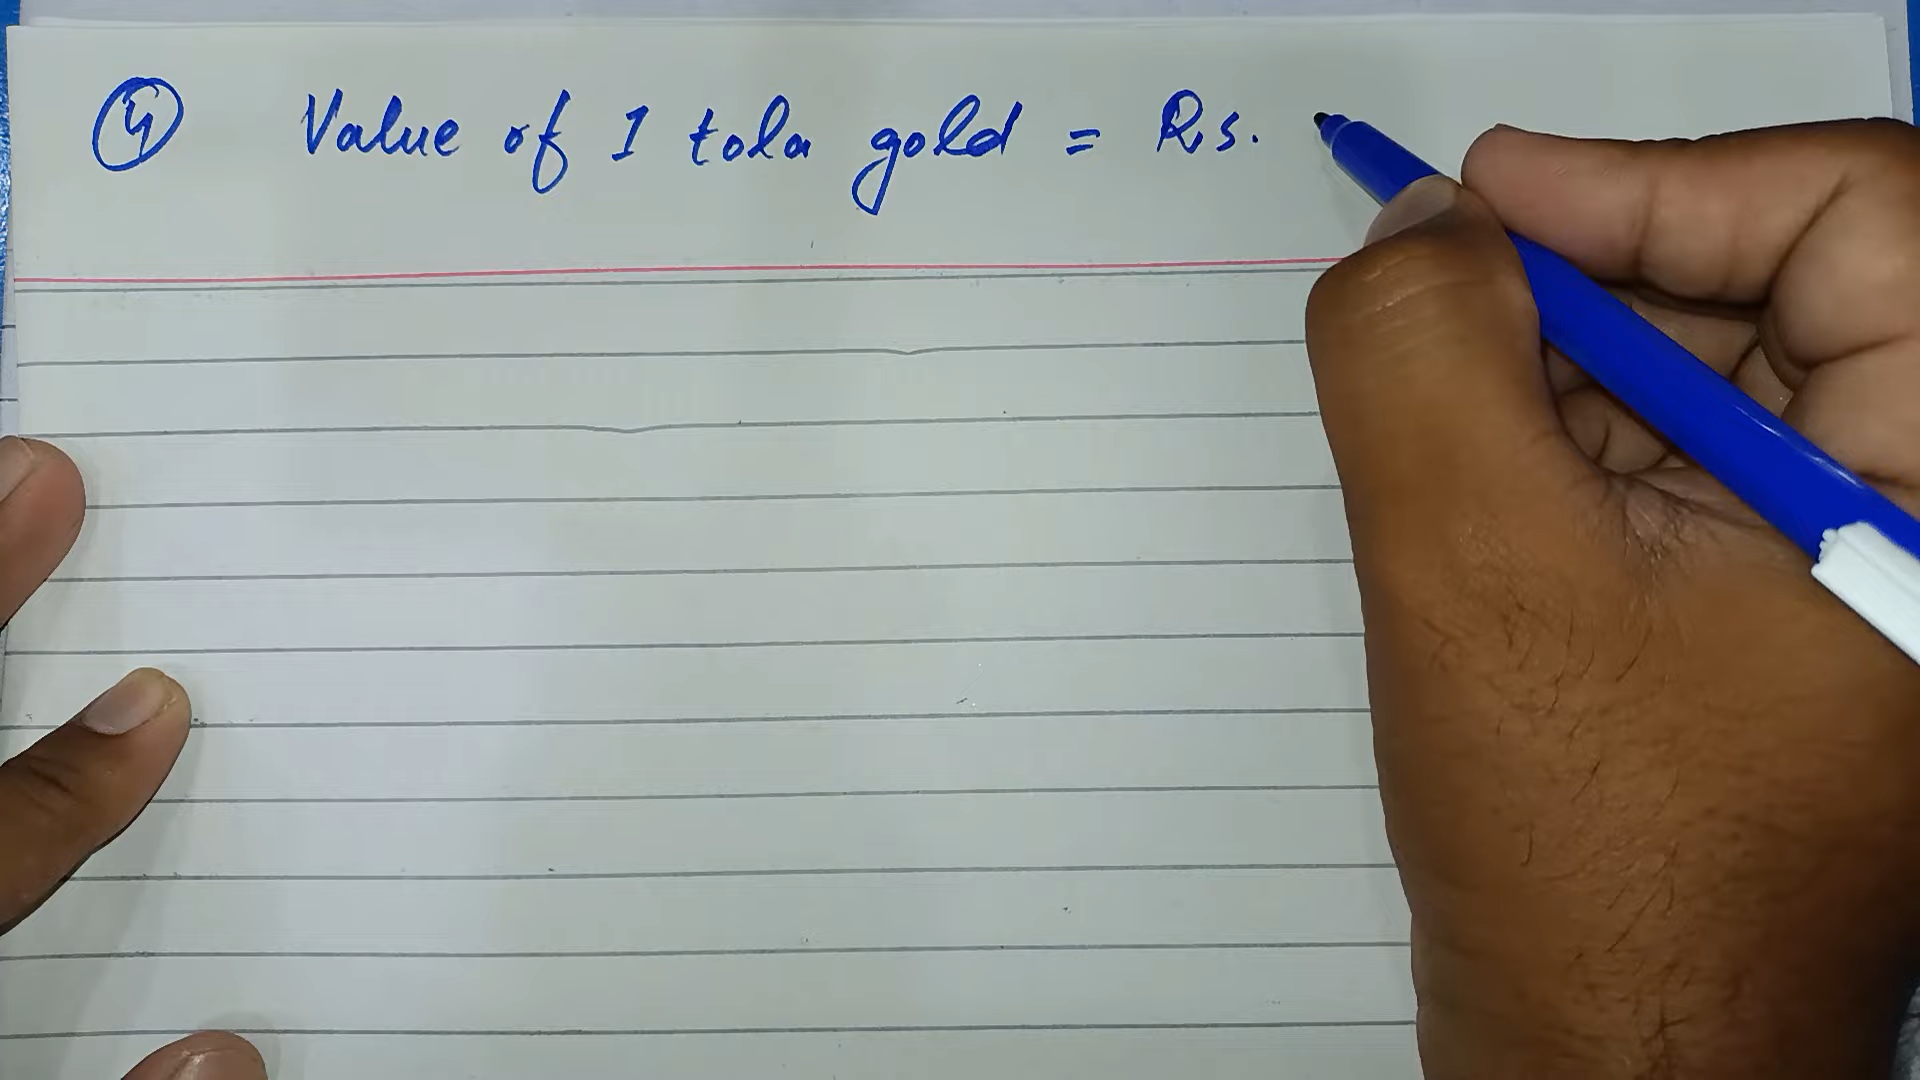 ④ Value of 1 tola gold = Rs.